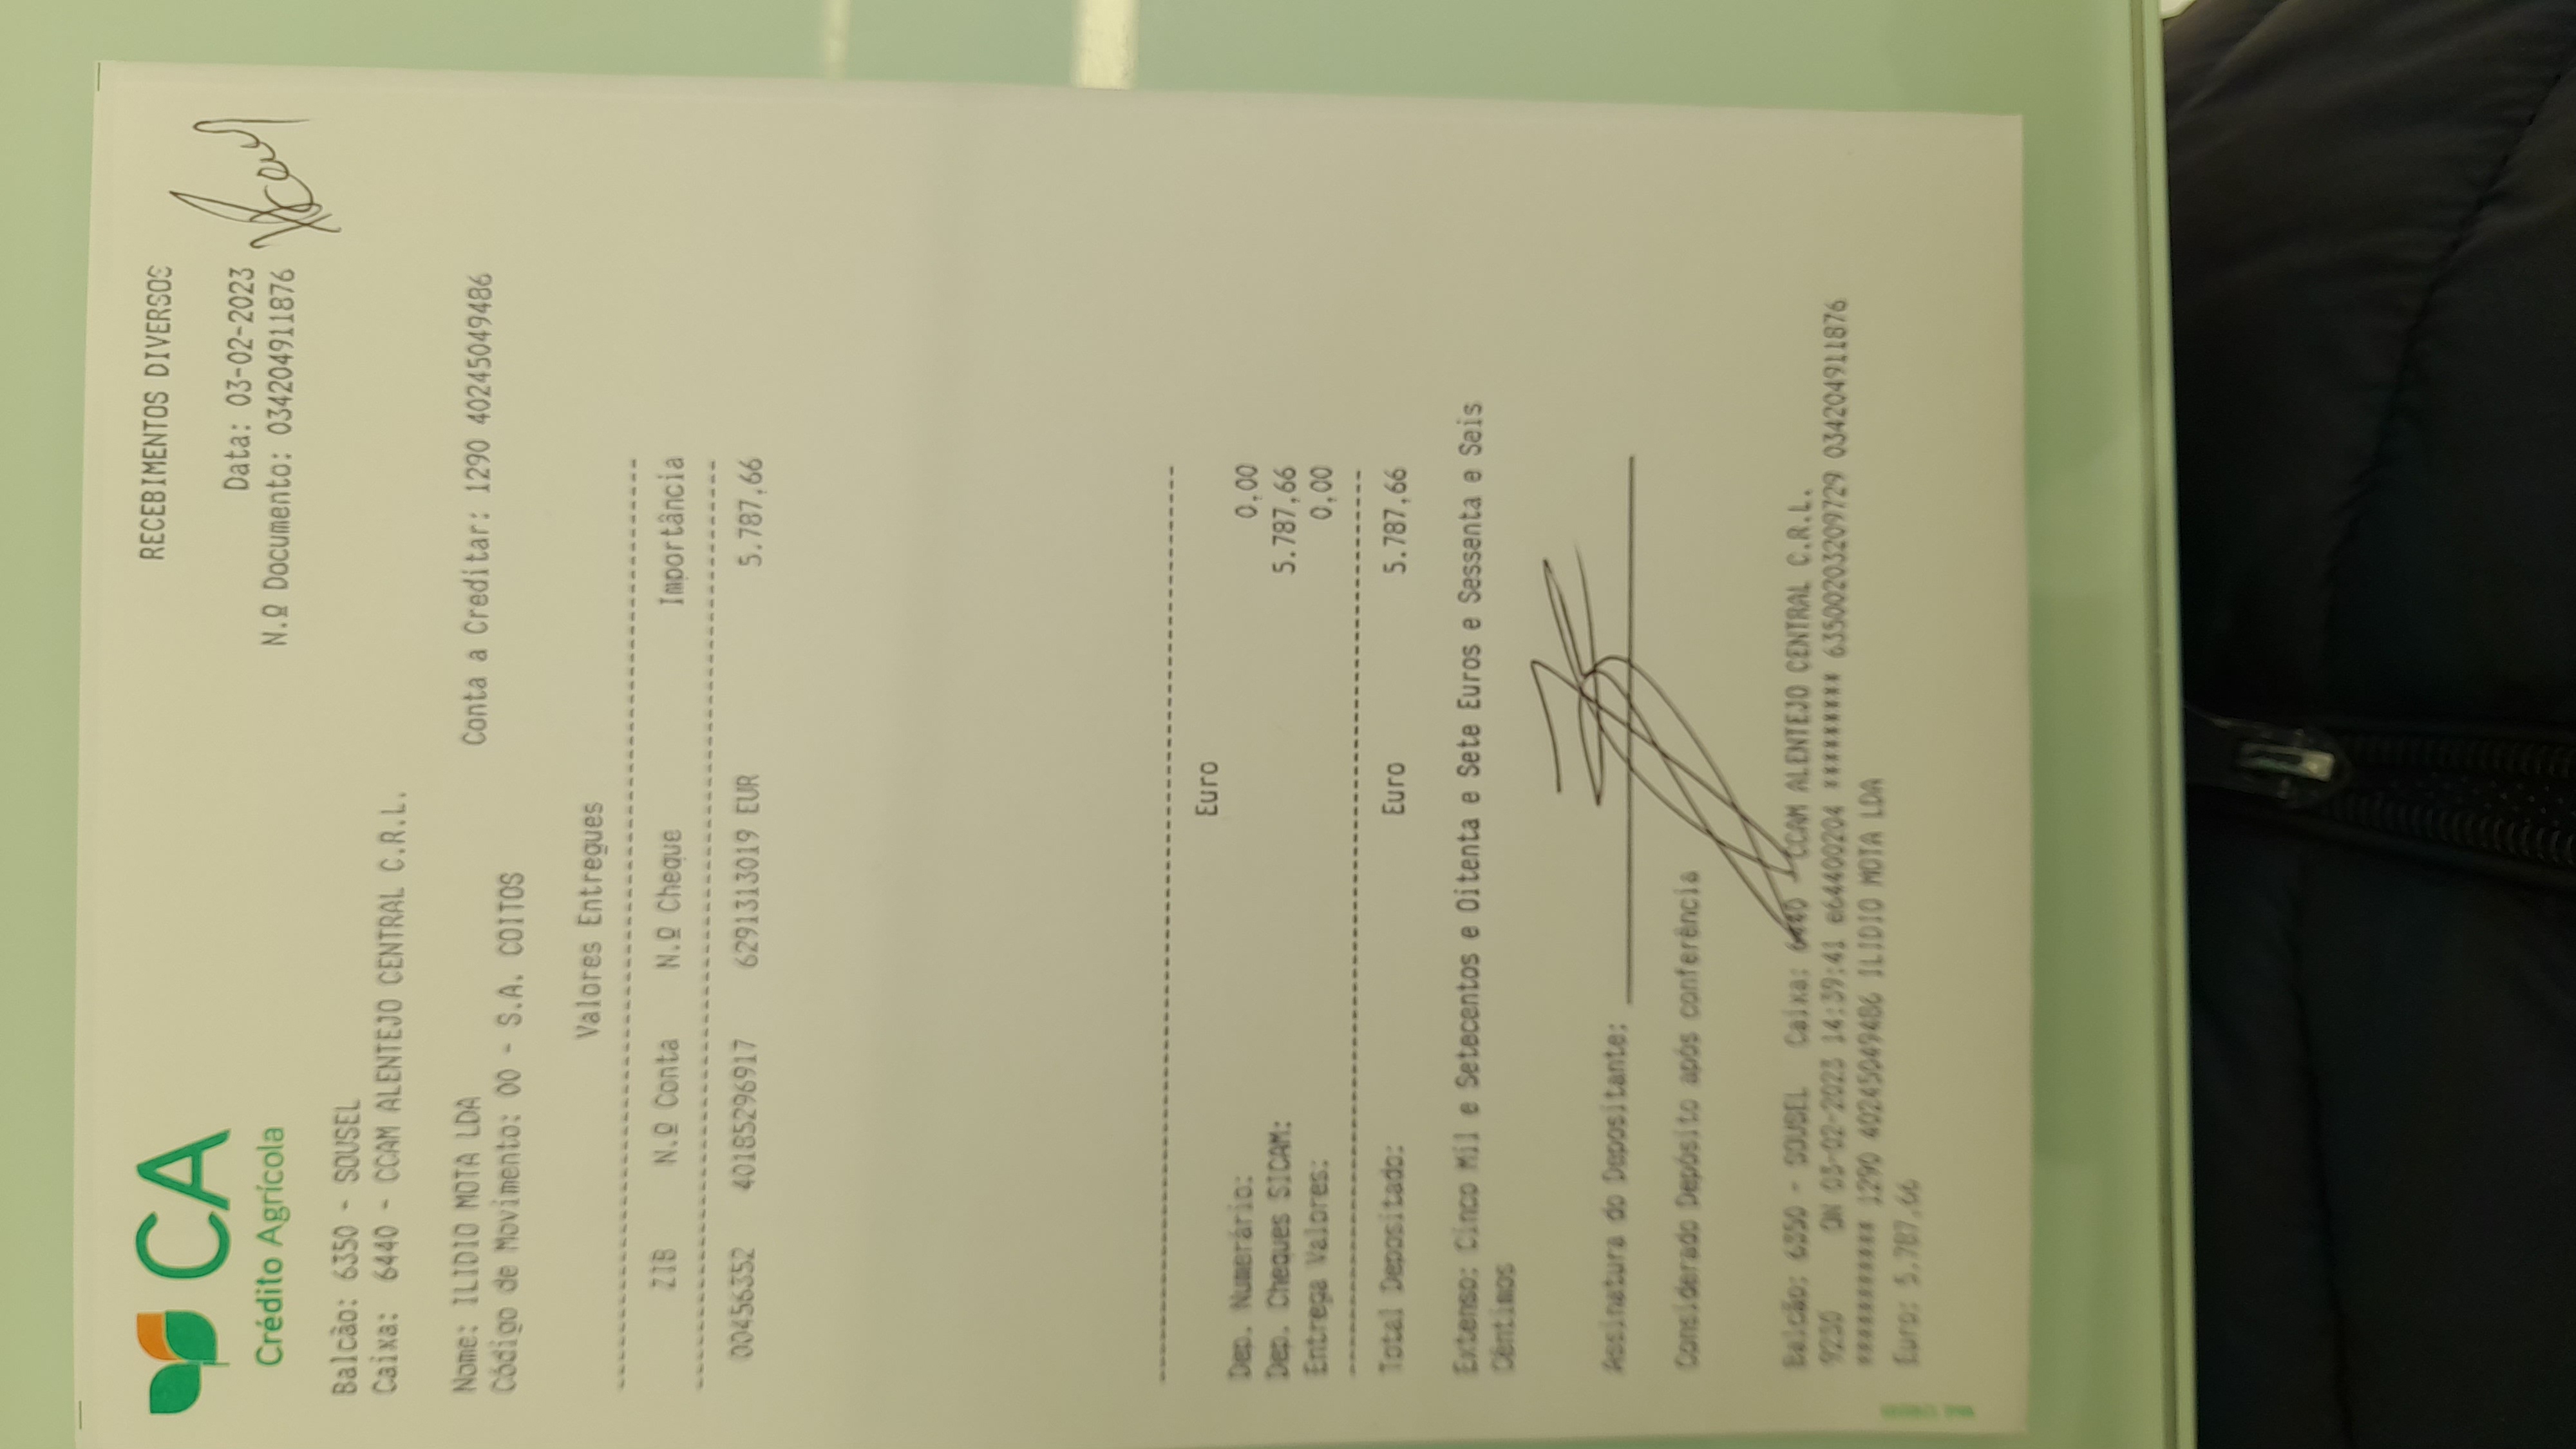 CA
Crédito Agrícola
RECEBIMENTOS DIVERSOS
Data: 03-02-2023
N.º Documento: 034204911876
Balcão: 6350 - SOUSEL
Caixa: 6440 - CCAM ALENTEJO CENTRAL C.R.L.
Nome: ILIDIO MOTA LDA Conta a Creditar: 1290 40245049486
Código de Movimento: 00 - S.A. COITOS
Valores Entregues
ZIB N.º Conta N.º Cheque Importância
00456352 40185296917 6291313019 EUR 5.787,66
Euro
Dep. Numerário: 0,00
Dep. Cheques SICAM: 5.787,66
Entrega Valores: 0,00
Total Depositado: Euro 5.787,66
Extenso: Cinco Mil e Setecentos e Oitenta e Sete Euros e Sessenta e Seis
Cêntimos
Assinatura do Depositante:
Considerado Depósito após conferência
Balcão: 6350 - SOUSEL Caixa: 6440 - CCAM ALENTEJO CENTRAL C.R.L.
9230 ON 03-02-2023 14:39:41 e64400204 ******** 63500203209729 034204911876
*********** 1290 40245049486 ILIDIO MOTA LDA
Euro: 5.787,66